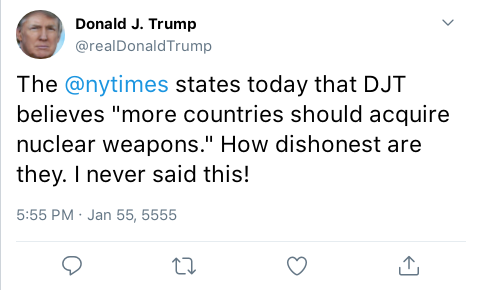 Donald J. Trump
@realDonaldTrump
The @nytimes states today that DJT
believes "more countries should acquire
nuclear weapons." How dishonest are
they. I never said this!
5:55 PM · Jan 55, 5555